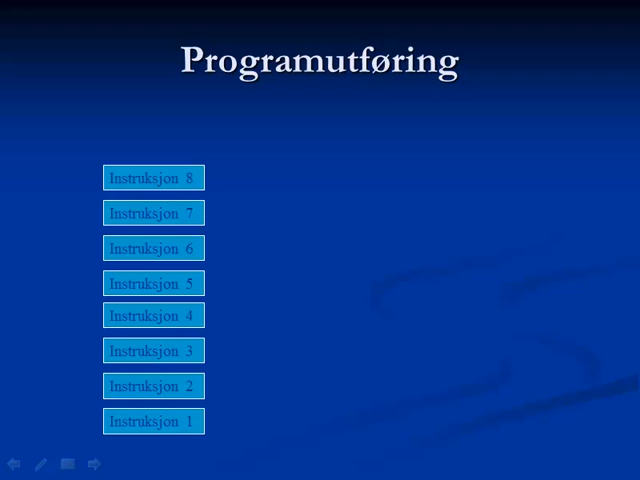 Programutføring
Instruksjon 8
Instruksjon 7
Instruksjon 6
Instruksjon 5
Instruksjon 4
Instruksjon 3
Instruksjon 2
Instruksjon 1